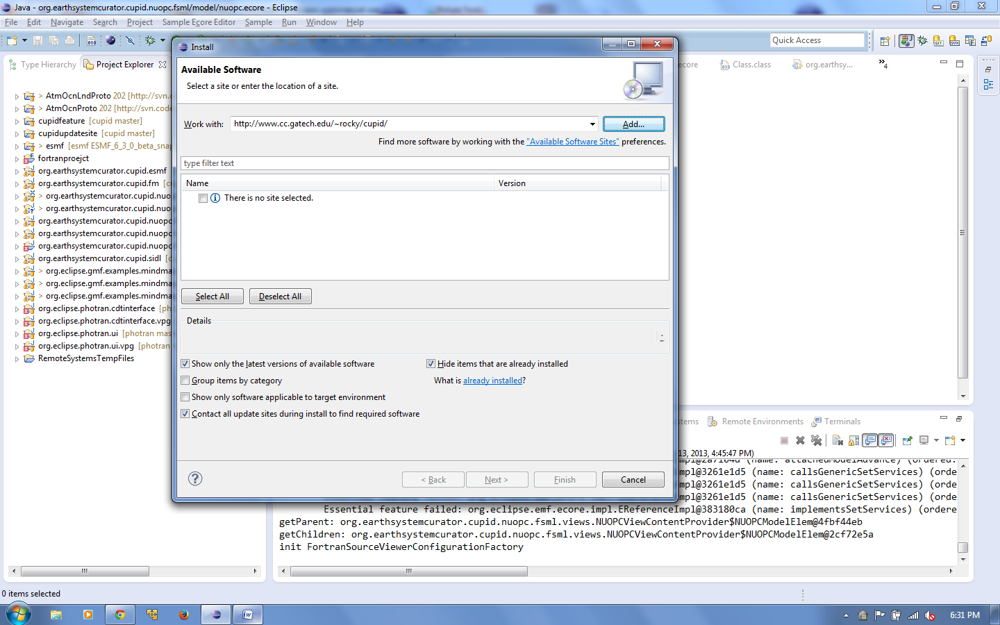 Java - org.earthsystemcurator.cupid.nuopc.fsml/model/nuopc.ecore - Eclipse
File Edit Navigate Search Project Sample Ecore Editor Sample Run Window Help
Quick Access
Type Hierarchy Project Explorer
ecore Class.class org.earthsy... »4
> AtmOcnLndProto 202 [http://svn.c
> AtmOcnProto 202 [http://svn.code
cupidfeature [cupid master]
cupidupdatesite [cupid master]
> esmf [esmf ESMF_6_3_0_beta_snap
fortranproejct
org.earthsystemcurator.cupid.esmf
org.earthsystemcurator.cupid.fm [cu
> org.earthsystemcurator.cupid.nuo
> org.earthsystemcurator.cupid.nuo
org.earthsystemcurator.cupid.nuopc
org.earthsystemcurator.cupid.nuopc
org.earthsystemcurator.cupid.nuopc
org.earthsystemcurator.cupid.sidl [c
> org.eclipse.gmf.examples.mindma
> org.eclipse.gmf.examples.mindma
> org.eclipse.gmf.examples.mindma
org.eclipse.photran.cdtinterface [ph
org.eclipse.photran.cdtinterface.vpg
org.eclipse.photran.ui [photran mas
org.eclipse.photran.ui.vpg [photran
RemoteSystemsTempFiles
Install
Available Software
Select a site or enter the location of a site.
Work with: http://www.cc.gatech.edu/~rocky/cupid/ Add...
Find more software by working with the "Available Software Sites" preferences.
type filter text
Name Version
There is no site selected.
Select All Deselect All
Details
Show only the latest versions of available software Hide items that are already installed
Group items by category What is already installed?
Show only software applicable to target environment
Contact all update sites during install to find required software
< Back Next > Finish Cancel
stems Remote Environments Terminals
13, 2013, 4:45:47 PM)
mpl@2a7104d (name: attachedModelAdvance) (ordered:
mpl@3261e1d5 (name: callsGenericSetServices) (orde
mpl@3261e1d5 (name: callsGenericSetServices) (orde
mpl@3261e1d5 (name: callsGenericSetServices) (orde
Essential feature failed: org.eclipse.emf.ecore.impl.EReferenceImpl@383180ca (name: implementsSetServices) (ordere
getParent: org.earthsystemcurator.cupid.nuopc.fsml.views.NUOPCViewContentProvider$NUOPCModelElem@4fbf44eb
getChildren: org.earthsystemcurator.cupid.nuopc.fsml.views.NUOPCViewContentProvider$NUOPCModelElem@2cf72e5a
init FortranSourceViewerConfigurationFactory
0 items selected
6:31 PM